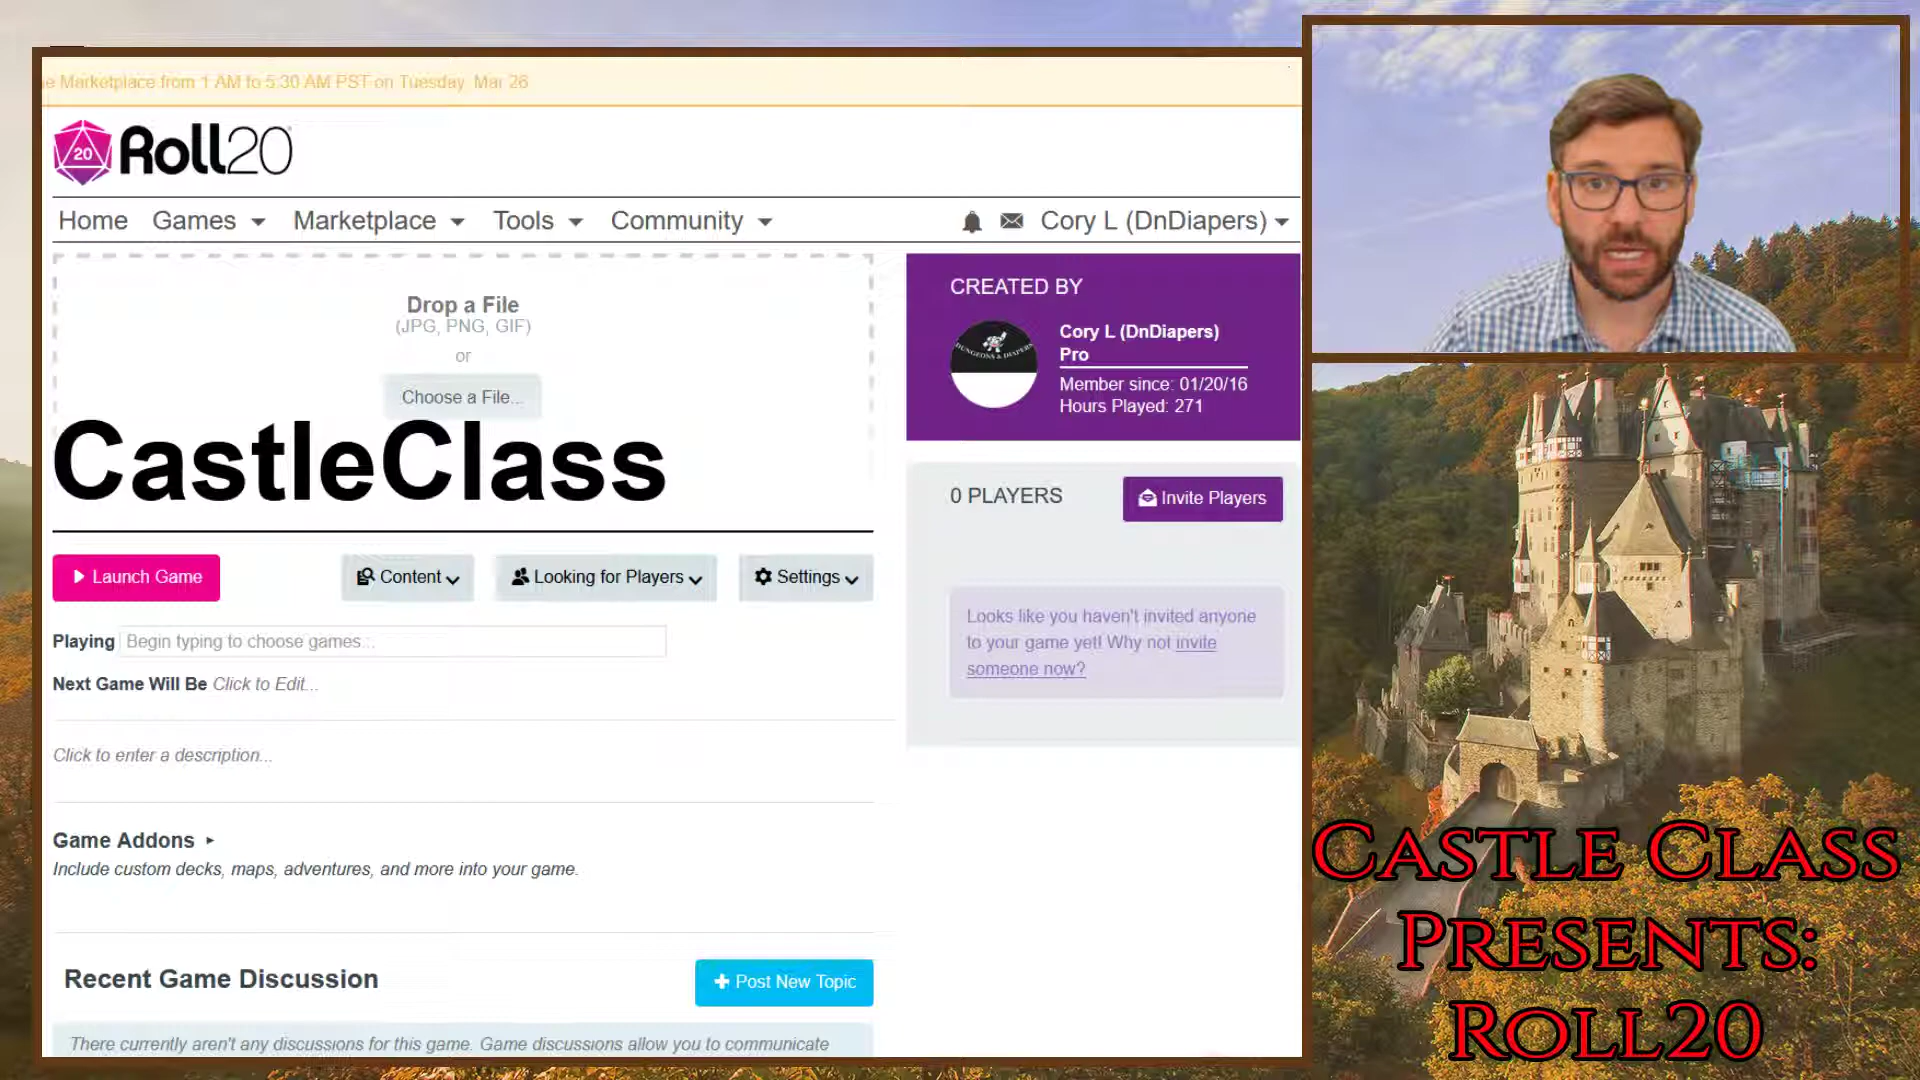 Marketplace from 1 AM to 5:30 AM PST on Tuesday, Mar 26
20 Roll20
Home Games Marketplace Tools Community Cory L (DnDiapers)
Drop a File
(JPG, PNG, GIF)
or
Choose a File...
CastleClass
Launch Game Content Looking for Players Settings
Playing Begin typing to choose games...
Next Game Will Be Click to Edit...
Click to enter a description...
Game Addons
Include custom decks, maps, adventures, and more into your game.
Recent Game Discussion
+ Post New Topic
There currently aren't any discussions for this game. Game discussions allow you to communicate
CREATED BY
DUNGEONS & DIAPERS
Cory L (DnDiapers)
Pro
Member since: 01/20/16
Hours Played: 271
0 PLAYERS
Invite Players
Looks like you haven't invited anyone
to your game yet! Why not invite
someone now?
Castle Class
Presents:
Roll20